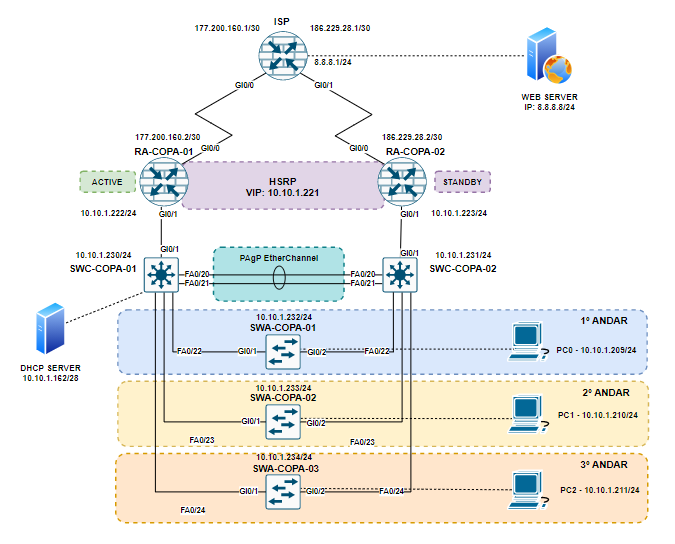 ISP
177.200.160.1/30
186.229.28.1/30
8.8.8.1/24
GI0/0
GI0/1
WEB SERVER
IP: 8.8.8.8/24
177.200.160.2/30
186.229.28.2/30
RA-COPA-01
GI0/0
GI0/0
RA-COPA-02
ACTIVE
HSRP
VIP: 10.10.1.221
STANDBY
10.10.1.222/24
GI0/1
GI0/1
10.10.1.223/24
GI0/1
GI0/1
10.10.1.230/24
SWC-COPA-01
PAgP EtherChannel
10.10.1.231/24
SWC-COPA-02
FA0/20
FA0/20
FA0/21
FA0/21
DHCP SERVER
10.10.1.162/28
10.10.1.232/24
SWA-COPA-01
1º ANDAR
FA0/22
GI0/1
GI0/2
FA0/22
PC0 - 10.10.1.209/24
10.10.1.233/24
SWA-COPA-02
2º ANDAR
GI0/1
GI0/2
PC1 - 10.10.1.210/24
FA0/23
FA0/23
10.10.1.234/24
SWA-COPA-03
3º ANDAR
GI0/1
GI0/2
FA0/24
PC2 - 10.10.1.211/24
FA0/24